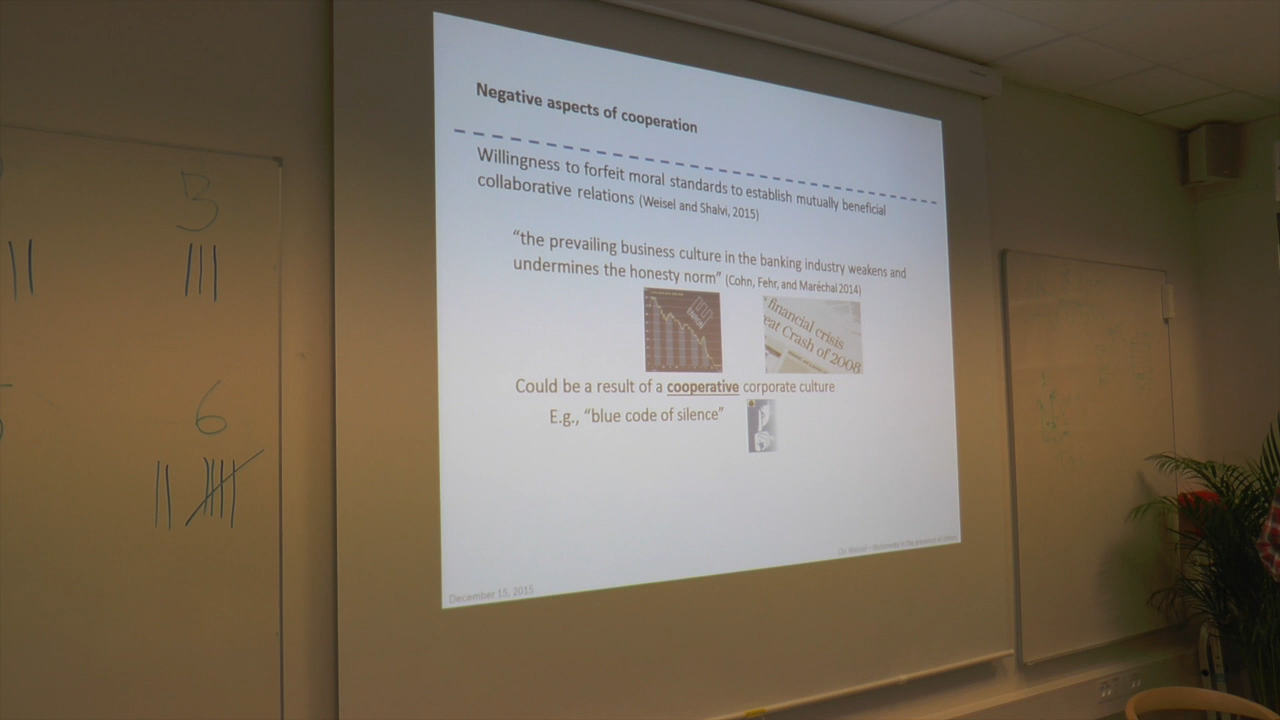 3
6
Negative aspects of cooperation
Willingness to forfeit moral standards to establish mutually beneficial
collaborative relations (Weisel and Shalvi, 2015)
“the prevailing business culture in the banking industry weakens and
undermines the honesty norm” (Cohn, Fehr, and Maréchal 2014)
financial crisis
eat Crash of 2008
Could be a result of a cooperative corporate culture
E.g., “blue code of silence”
December 15, 2015